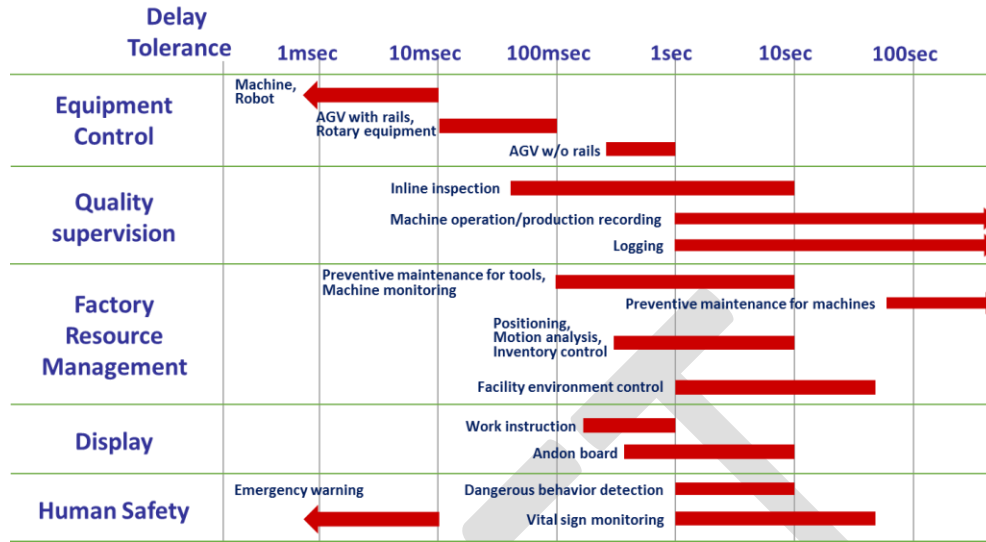 Delay
Tolerance
1msec
10msec
100msec
1sec
10sec
100sec
Equipment
Control
Machine,
Robot
AGV with rails,
Rotary equipment
AGV w/o rails
Quality
supervision
Inline inspection
Machine operation/production recording
Logging
Factory
Resource
Management
Preventive maintenance for tools,
Machine monitoring
Preventive maintenance for machines
Positioning,
Motion analysis,
Inventory control
Facility environment control
Display
Work instruction
Andon board
Human Safety
Emergency warning
Dangerous behavior detection
Vital sign monitoring